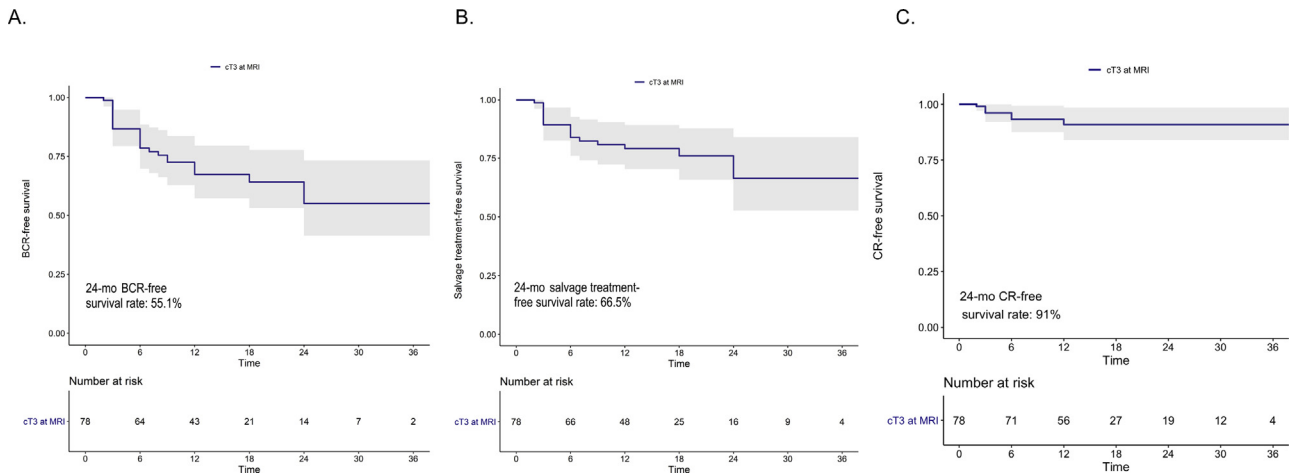 A.
cT3 at MRI
BCR-free survival
1.00
0.75
0.50
0.25
0.00
24-mo BCR-free
survival rate: 55.1%
0 6 12 18 24 30 36
Time
Number at risk
cT3 at MRI 78 64 43 21 14 7 2
0 6 12 18 24 30 36
Time
B.
cT3 at MRI
Salvage treatment-free survival
1.00
0.75
0.50
0.25
0.00
24-mo salvage treatment-
free survival rate: 66.5%
0 6 12 18 24 30 36
Time
Number at risk
cT3 at MRI 78 66 48 25 16 9 4
0 6 12 18 24 30 36
Time
C.
cT3 at MRI
CR-free survival
1.00
0.75
0.50
0.25
0.00
24-mo CR-free
survival rate: 91%
0 6 12 18 24 30 36
Time
Number at risk
cT3 at MRI 78 71 56 27 19 12 4
0 6 12 18 24 30 36
Time